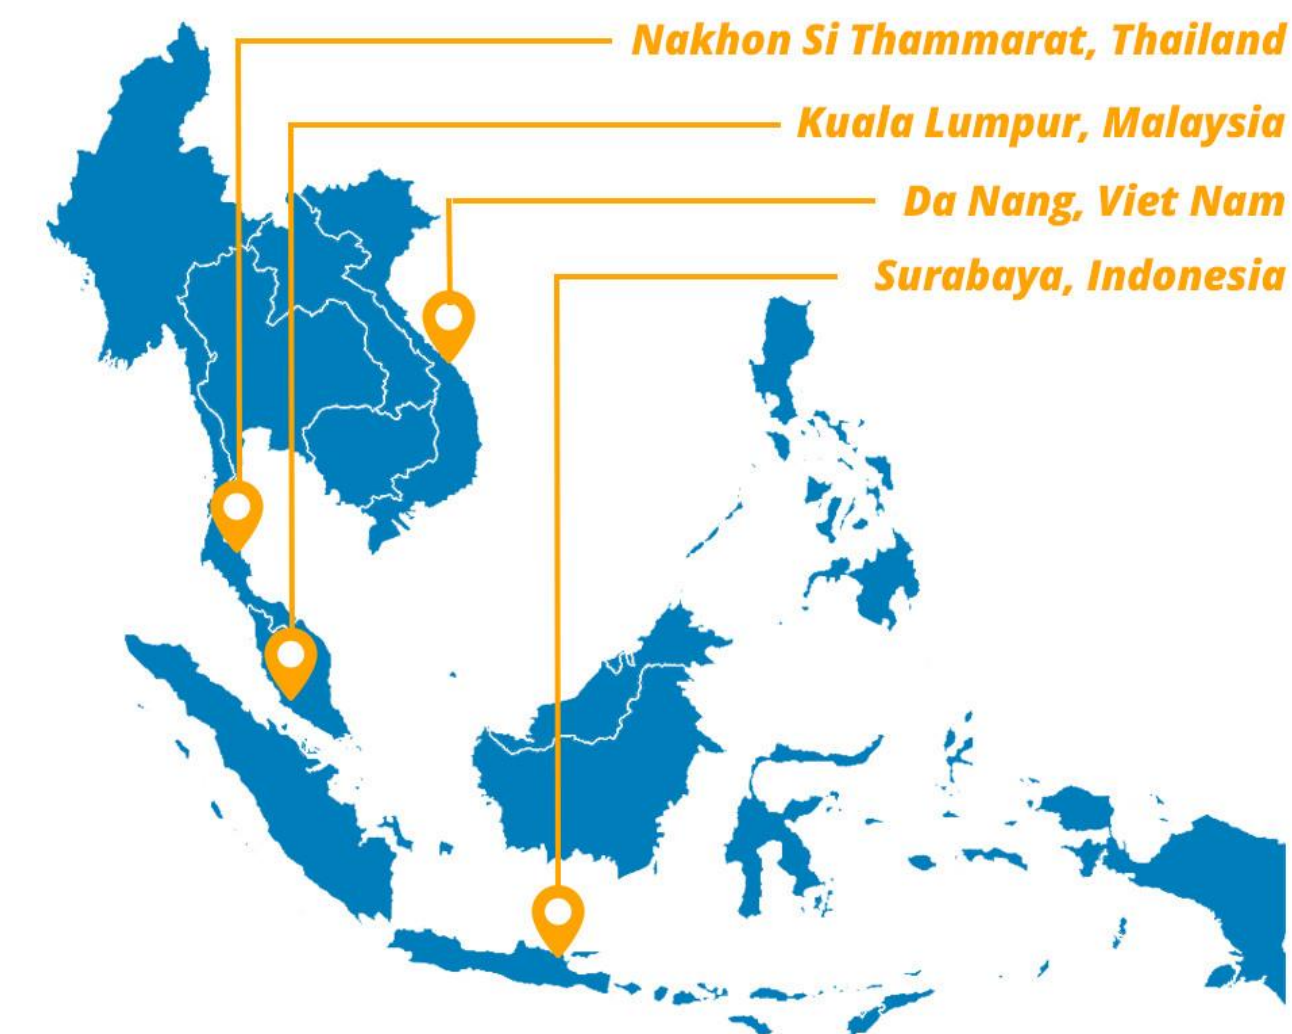 Nakhon Si Thammarat, Thailand
Kuala Lumpur, Malaysia
Da Nang, Viet Nam
Surabaya, Indonesia